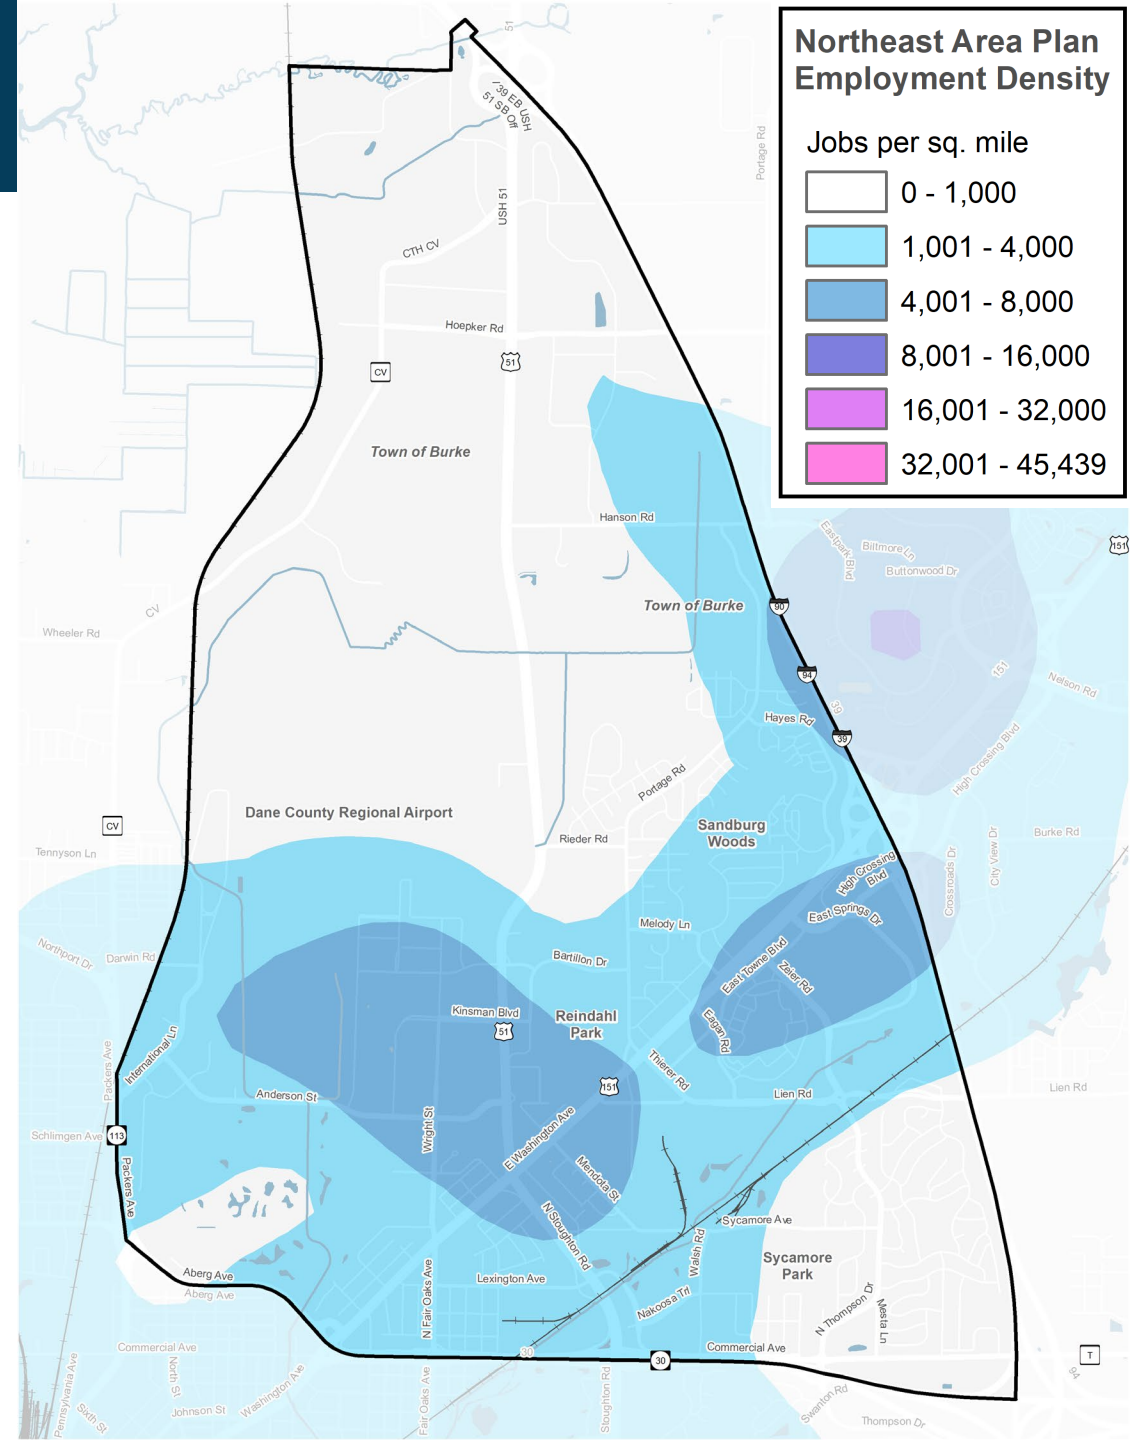 Northeast Area Plan
Employment Density
Jobs per sq. mile
0 - 1,000
1,001 - 4,000
4,001 - 8,000
8,001 - 16,000
16,001 - 32,000
32,001 - 45,439
51
/39 EB USH
51 SB Off
Portage Rd
USH 51
CTH CV
Hoepker Rd
51
CV
Town of Burke
Hanson Rd
Eastpark Blvd
Biltmore Ln
Buttonwood Dr
151
CV
Town of Burke
90
Wheeler Rd
94
151
Nelson Rd
39
Hayes Rd
39
High Crossing Blvd
Portage Rd
Dane County Regional Airport
CV
Sandburg
Woods
Rieder Rd
Burke Rd
Tennyson Ln
City View Dr
Crossroads Dr
High Crossing
Blvd
East Springs Dr
Melody Ln
Northport Dr
Darwin Rd
Bartillon Dr
East Towne Blvd
Zeier Rd
Kinsman Blvd
51
Reindahl
Park
Eagan Rd
International Ln
Packers Ave
Thierer Rd
151
Lien Rd
Lien Rd
Anderson St
Schlimgen Ave
113
Wright St
E Washington Ave
Mendota St
Packers Ave
N Stoughton Rd
Sycamore Ave
Walsh Rd
Sycamore
Park
Aberg Ave
Aberg Ave
Lexington Ave
N Fair Oaks Ave
Nakoosa Trl
N Thompson Dr
Mesta Ln
Commercial Ave
Commercial Ave
30
30
T
94
Pennsylvania Ave
North St
Washington Ave
Fair Oaks Ave
Stoughton Rd
Swanton Rd
Sixth St
Johnson St
Thompson Dr